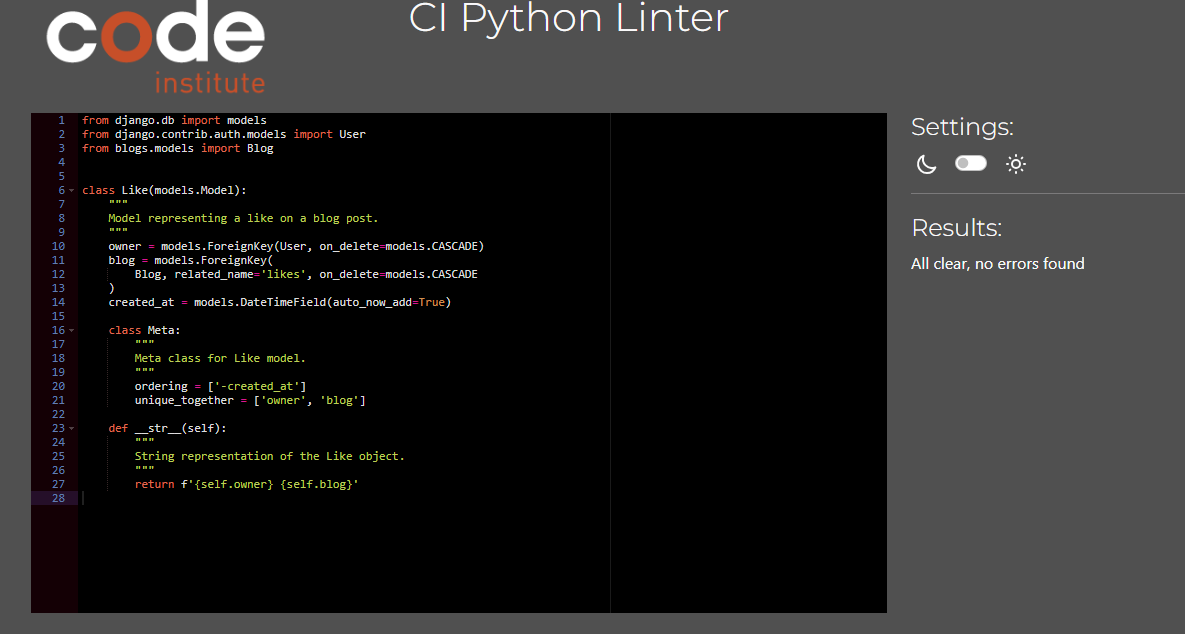 code
institute
CI Python Linter
1 from django.db import models
2 from django.contrib.auth.models import User
3 from blogs.models import Blog
4
5
6 class Like(models.Model):
7     """
8     Model representing a like on a blog post.
9     """
10     owner = models.ForeignKey(User, on_delete=models.CASCADE)
11     blog = models.ForeignKey(
12         Blog, related_name='likes', on_delete=models.CASCADE
13     )
14     created_at = models.DateTimeField(auto_now_add=True)
15
16     class Meta:
17         """
18         Meta class for Like model.
19         """
20         ordering = ['-created_at']
21         unique_together = ['owner', 'blog']
22
23     def __str__(self):
24         """
25         String representation of the Like object.
26         """
27         return f'{self.owner} {self.blog}'
28
Settings:
Results:
All clear, no errors found